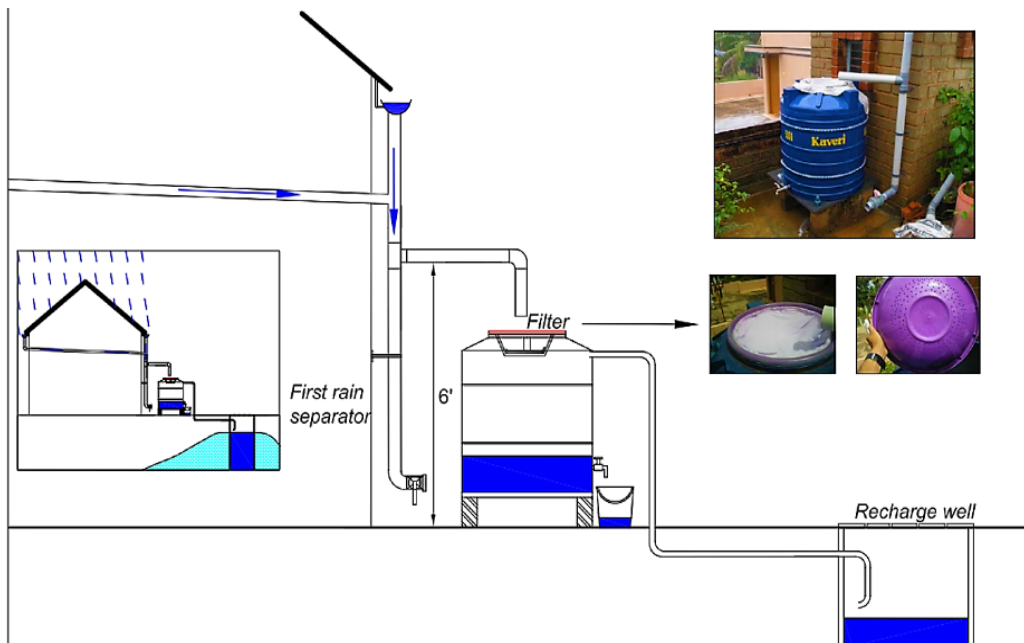 Kaveri
Filter
First rain
separator
6'
Recharge well